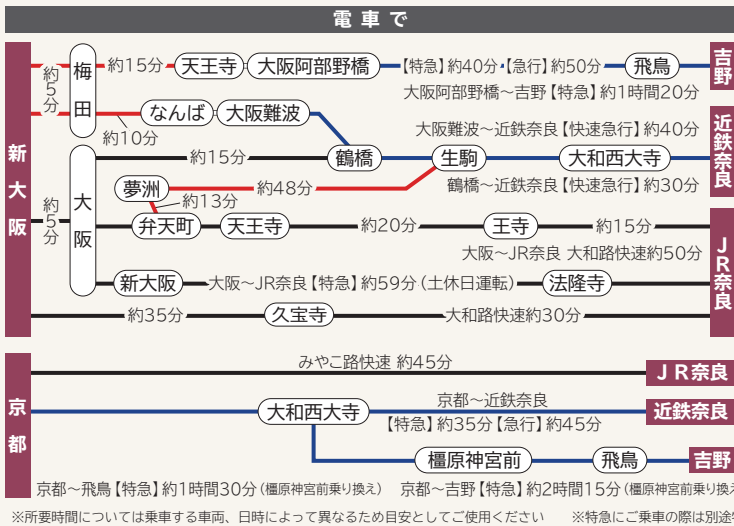 電車で
新大阪
約5分
梅田
約15分
天王寺
大阪阿部野橋
【特急】約40分・【急行】約50分
飛鳥
吉野
大阪阿部野橋～吉野【特急】約1時間20分
約10分
なんば
大阪難波
大阪難波～近鉄奈良【快速急行】約40分
近鉄奈良
約5分
大阪
約15分
鶴橋
生駒
大和西大寺
鶴橋～近鉄奈良【快速急行】約30分
夢洲
約48分
約13分
弁天町
天王寺
約20分
王寺
約15分
JR奈良
大阪～JR奈良 大和路快速約50分
新大阪
大阪～JR奈良【特急】約59分（土休日運転）
法隆寺
約35分
久宝寺
大和路快速約30分
京都
みやこ路快速 約45分
JR奈良
大和西大寺
京都～近鉄奈良
【特急】約35分【急行】約45分
近鉄奈良
橿原神宮前
飛鳥
吉野
京都～飛鳥【特急】約1時間30分（橿原神宮前乗り換え）
京都～吉野【特急】約2時間15分（橿原神宮前乗り換え
※所要時間については乗車する車両、日時によって異なるため目安としてご使用ください
※特急にご乗車の際は別途